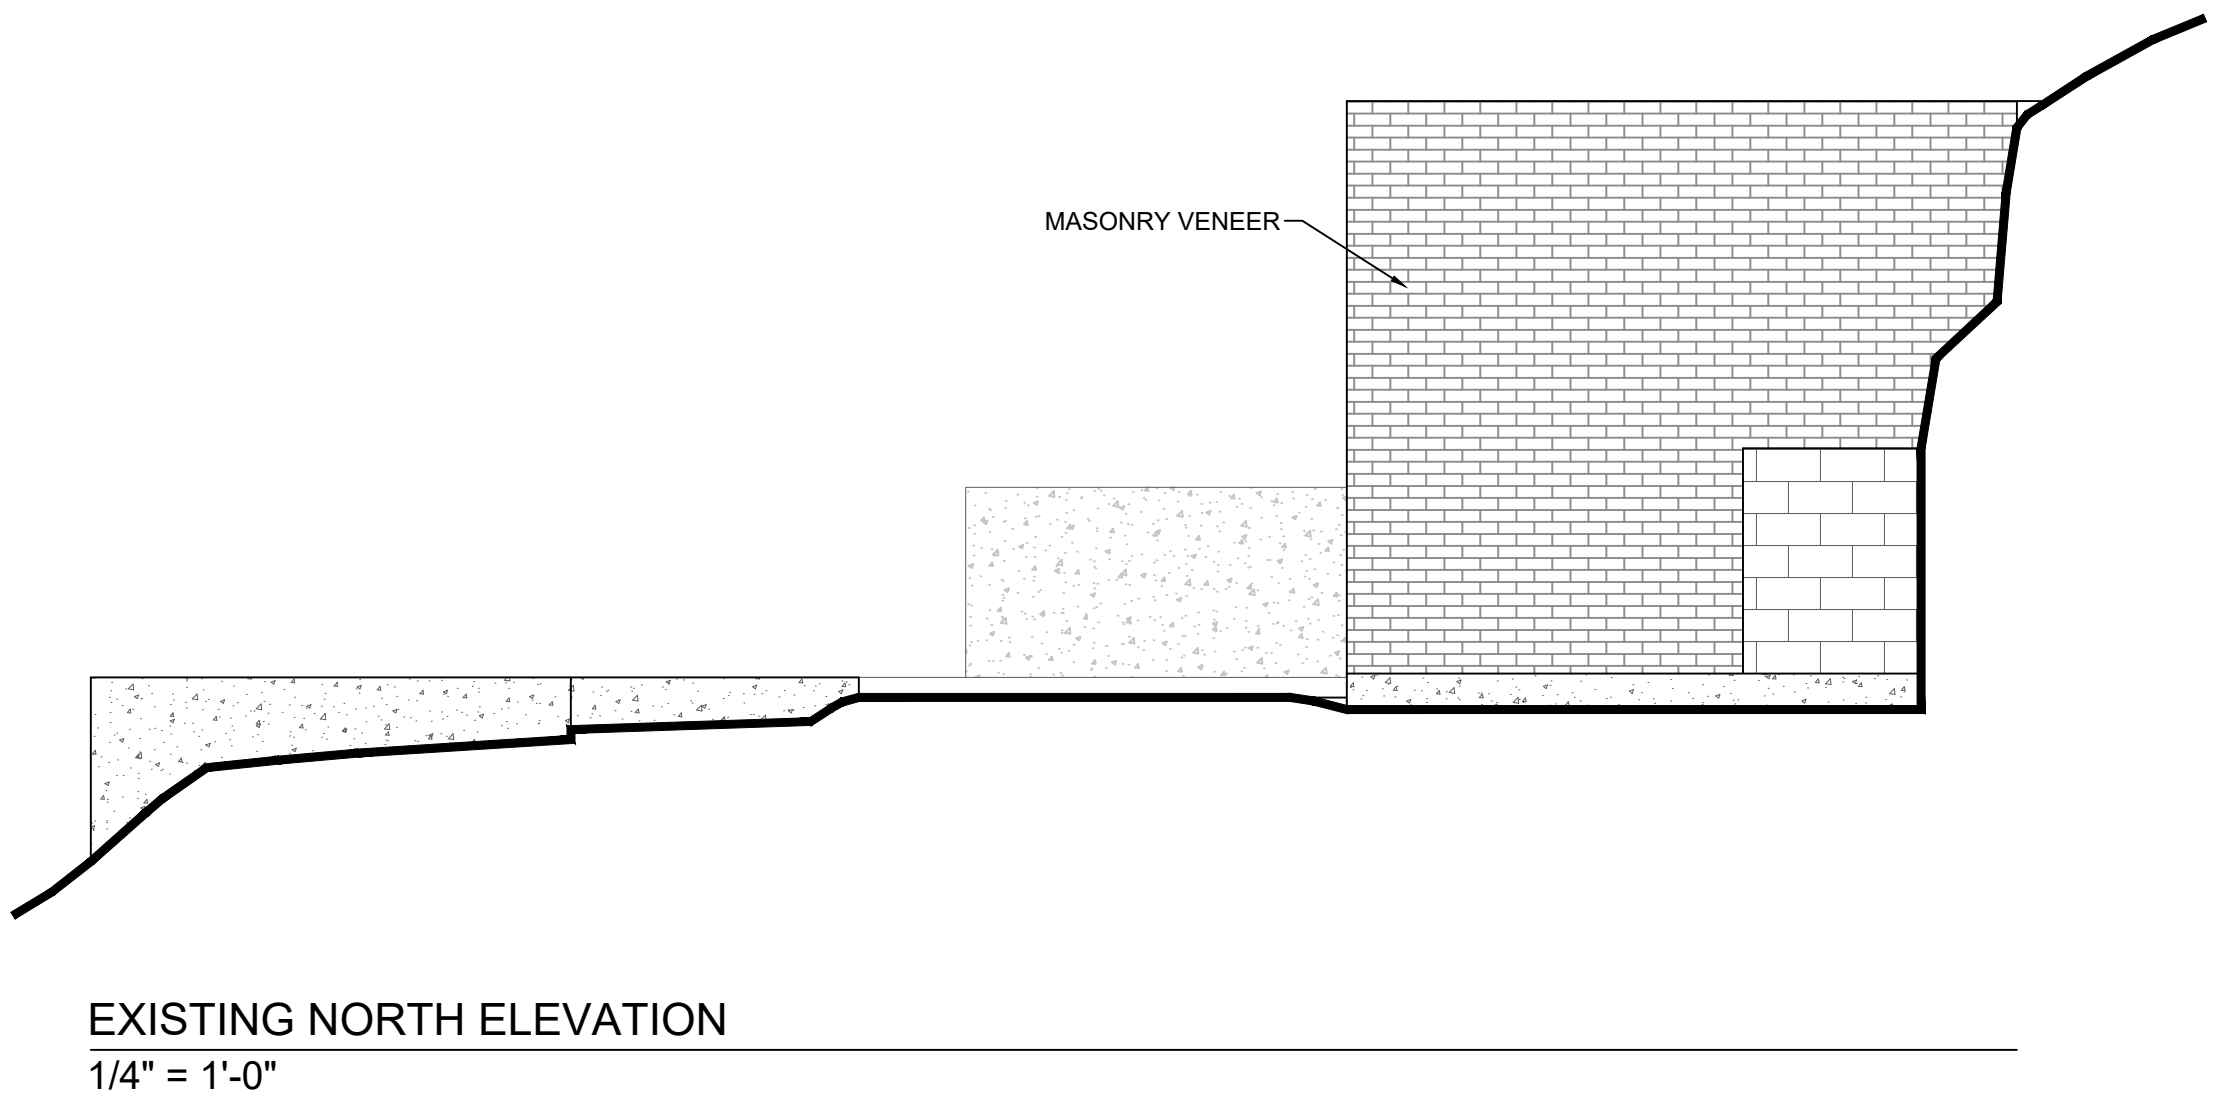 MASONRY VENEER
EXISTING NORTH ELEVATION
1/4" = 1'-0"